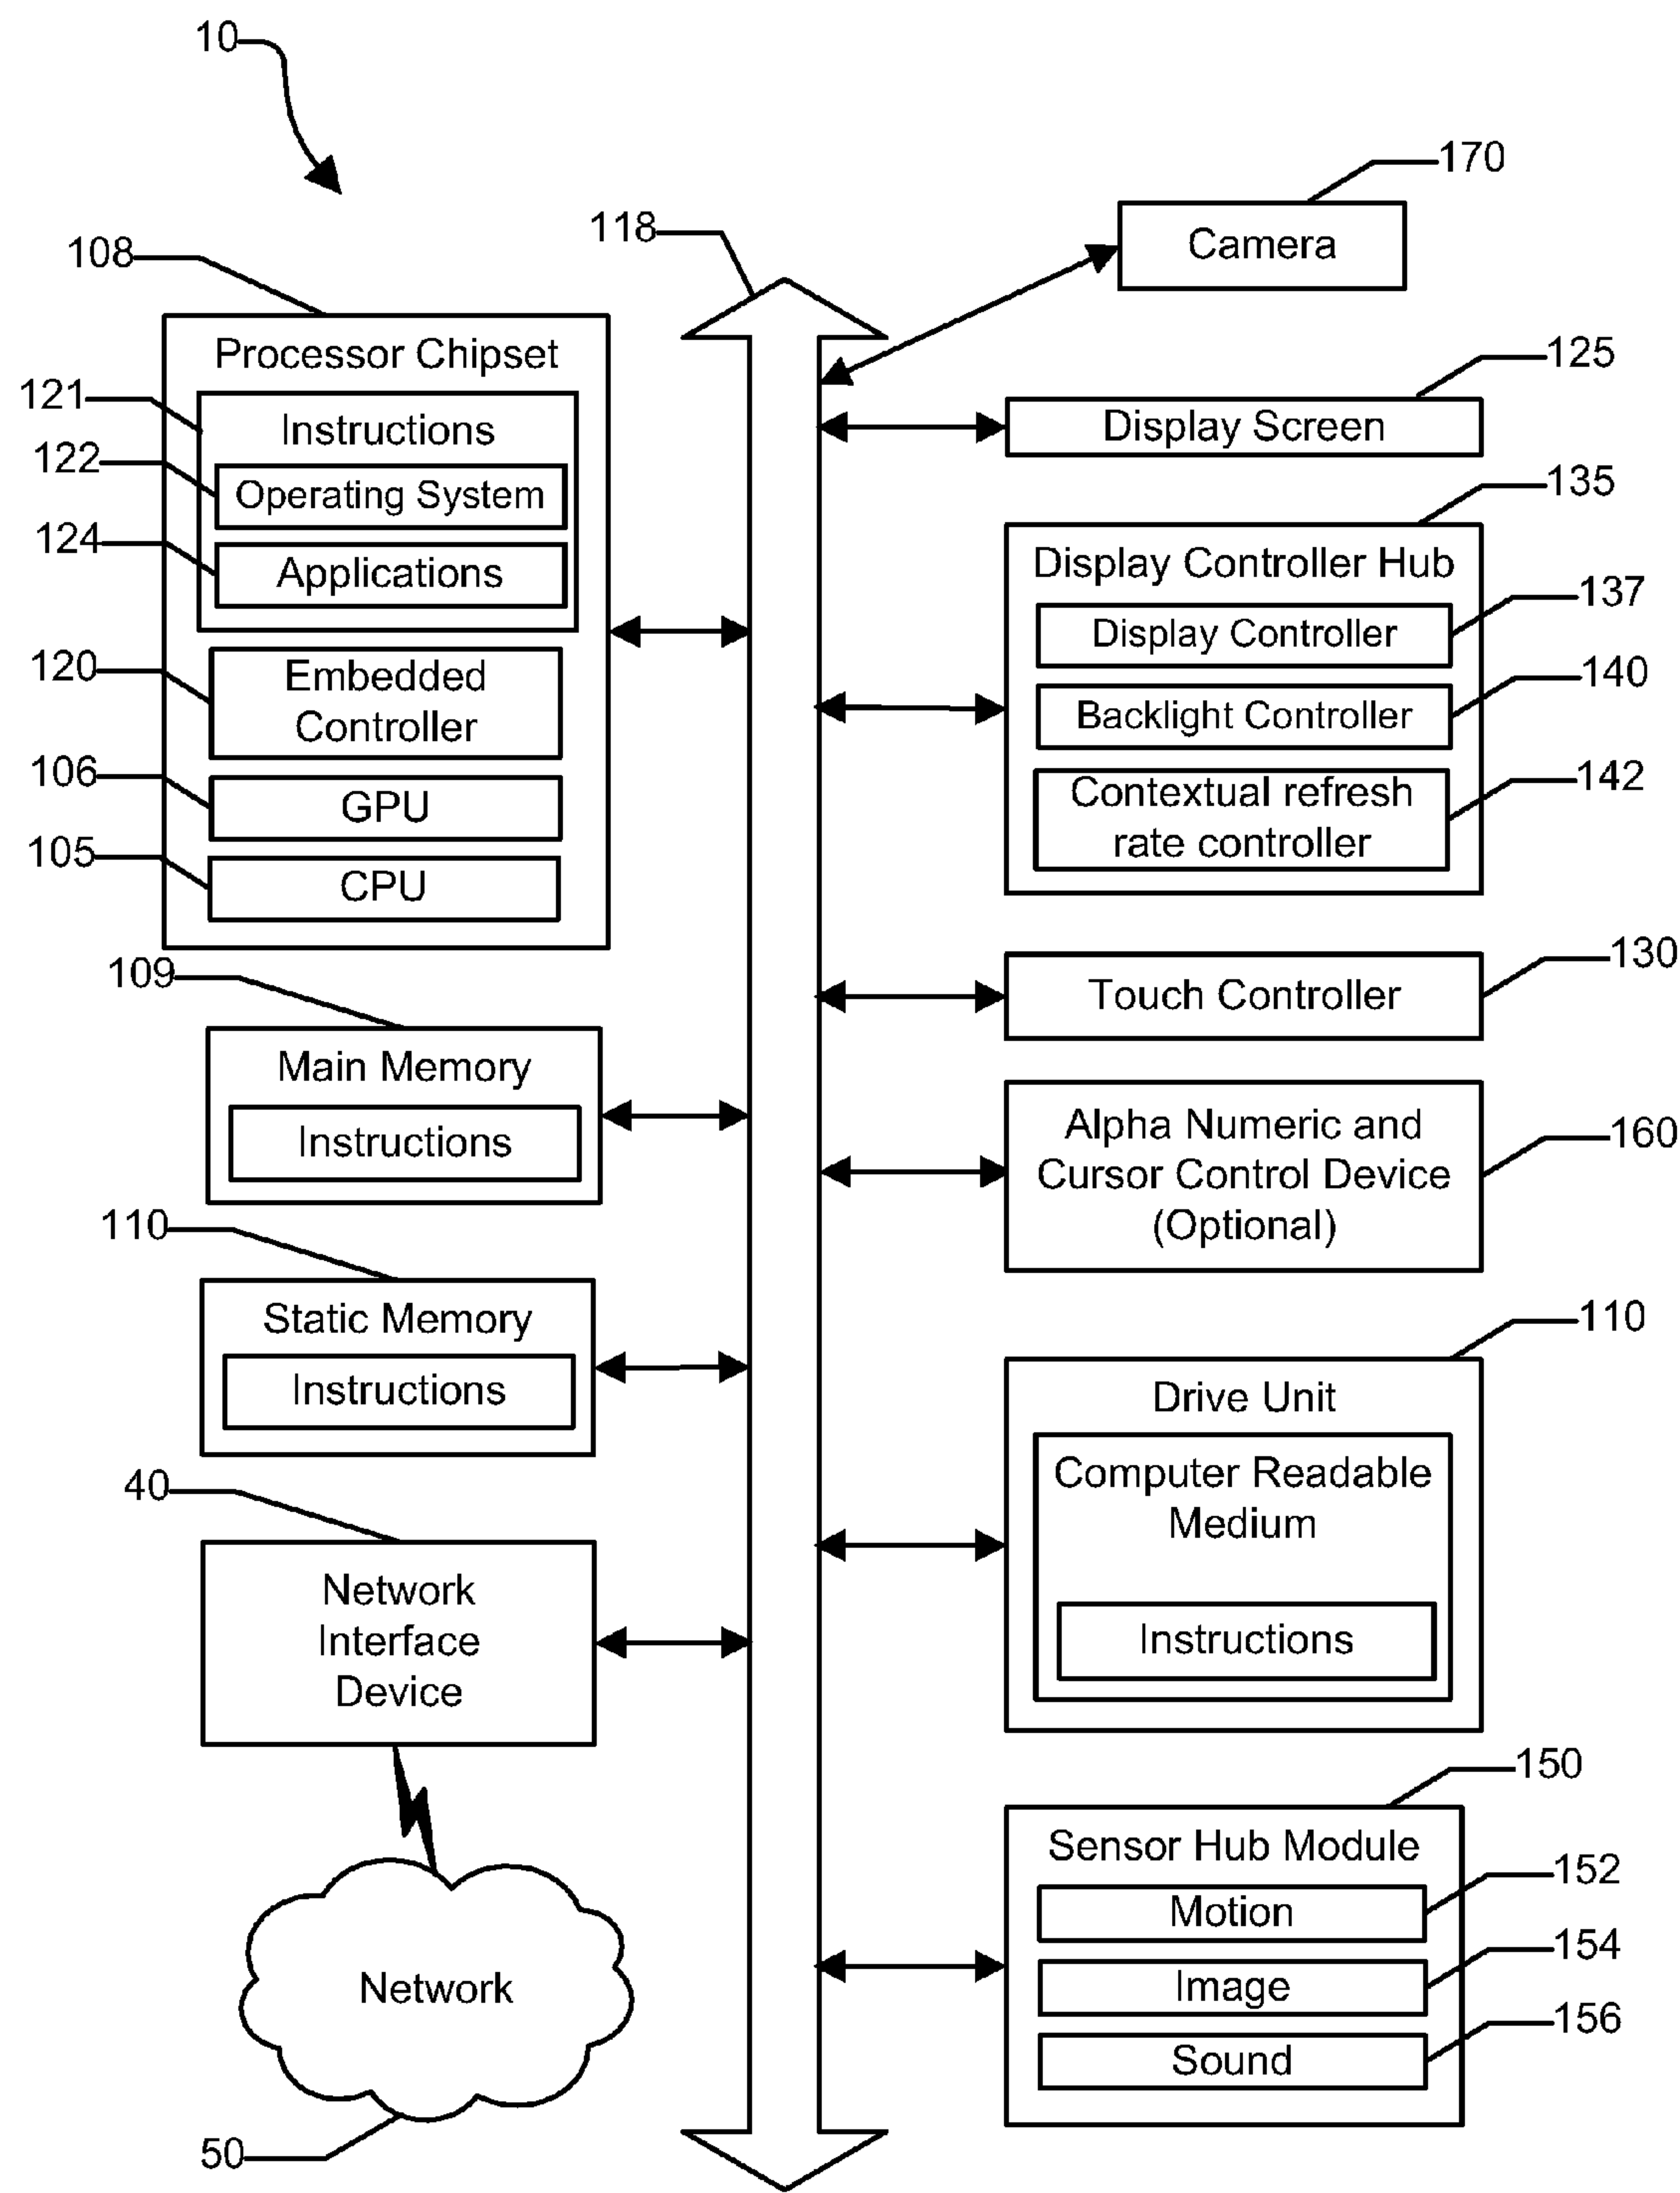 10
108
Processor Chipset
121
Instructions
122
Operating System
124
Applications
120
Embedded
Controller
106
GPU
105
CPU
109
Main Memory
Instructions
110
Static Memory
Instructions
40
Network
Interface
Device
Network
50
118
170
Camera
125
Display Screen
135
Display Controller Hub
137
Display Controller
140
Backlight Controller
142
Contextual refresh
rate controller
130
Touch Controller
160
Alpha Numeric and
Cursor Control Device
(Optional)
110
Drive Unit
Computer Readable
Medium
Instructions
150
Sensor Hub Module
152
Motion
154
Image
156
Sound